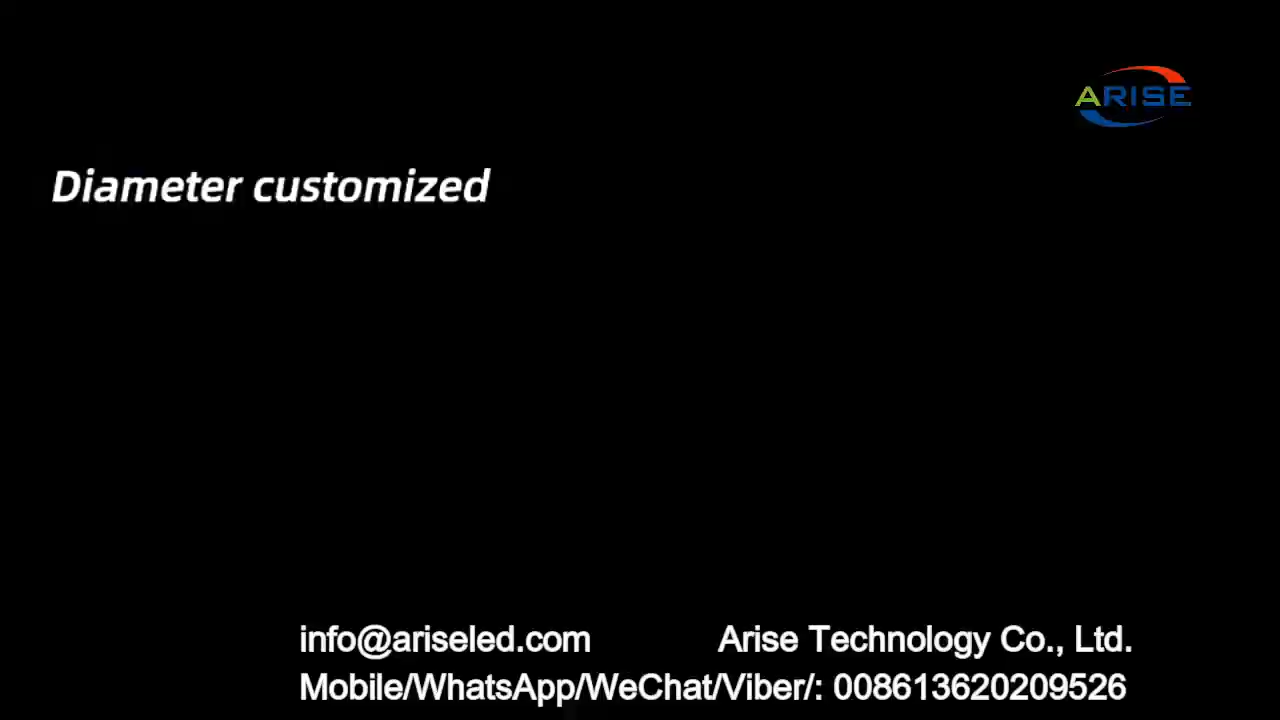 ARISE
Diameter customized
info@ariseled.com Arise Technology Co., Ltd.
Mobile/WhatsApp/WeChat/Viber/: 008613620209526